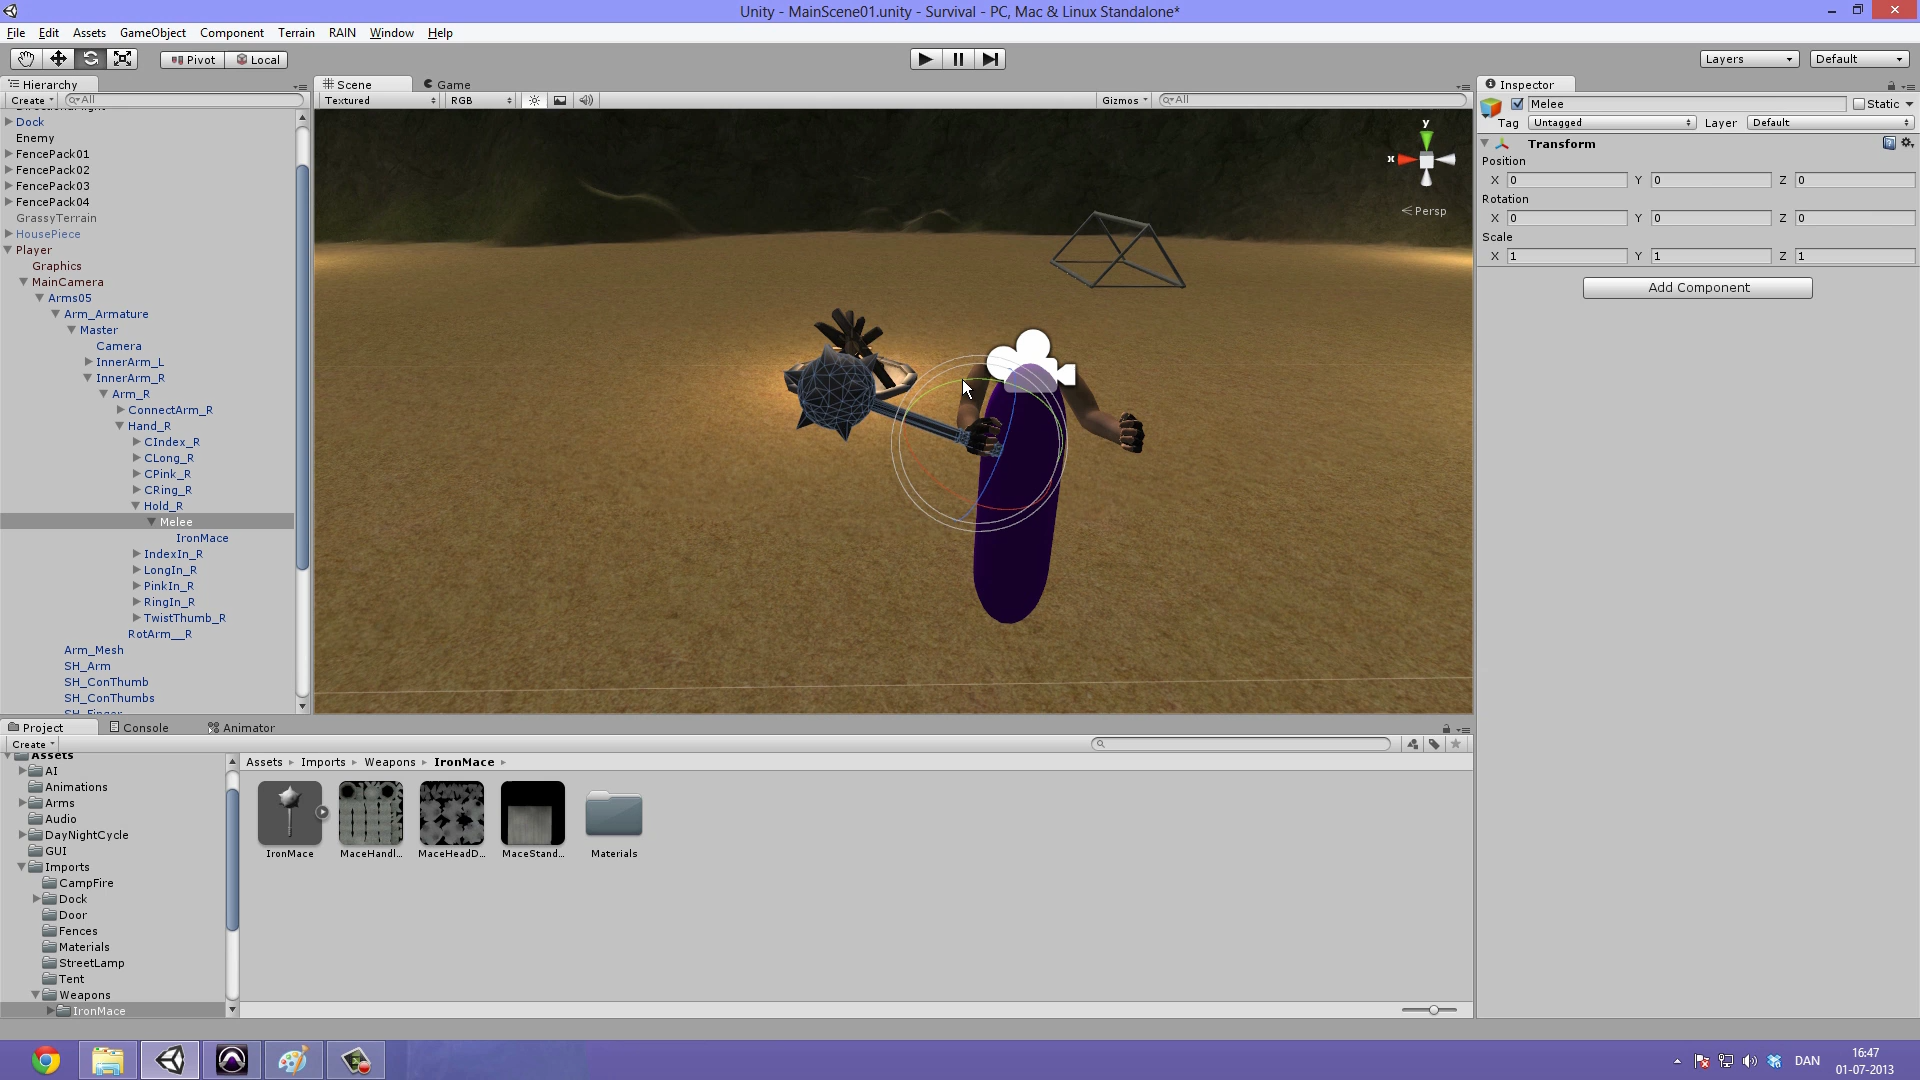 Unity - MainScene01.unity - Survival - PC, Mac & Linux Standalone*
File Edit Assets GameObject Component Terrain RAIN Window Help
Pivot Local Layers Default
Hierarchy
Create All
Dock
Enemy
FencePack01
FencePack02
FencePack03
FencePack04
GrassyTerrain
HousePiece
Player
Graphics
MainCamera
Arms05
Arm_Armature
Master
Camera
InnerArm_L
InnerArm_R
Arm_R
ConnectArm_R
Hand_R
CIndex_R
CLong_R
CPink_R
CRing_R
Hold_R
Melee
IronMace
IndexIn_R
LongIn_R
PinkIn_R
RingIn_R
TwistThumb_R
RotArm__R
Arm_Mesh
SH_Arm
SH_ConThumb
SH_ConThumbs
Scene Game
Textured RGB Gizmos All
y
x
Persp
Inspector
Melee Static
Tag Untagged Layer Default
Transform
Position
X 0 Y 0 Z 0
Rotation
X 0 Y 0 Z 0
Scale
X 1 Y 1 Z 1
Add Component
Project Console Animator
Create
Assets
AI
Animations
Arms
Audio
DayNightCycle
GUI
Imports
CampFire
Dock
Door
Fences
Materials
StreetLamp
Tent
Weapons
IronMace
Assets Imports Weapons IronMace
IronMace MaceHandl... MaceHeadD... MaceStand... Materials
DAN
16:47
01-07-2013